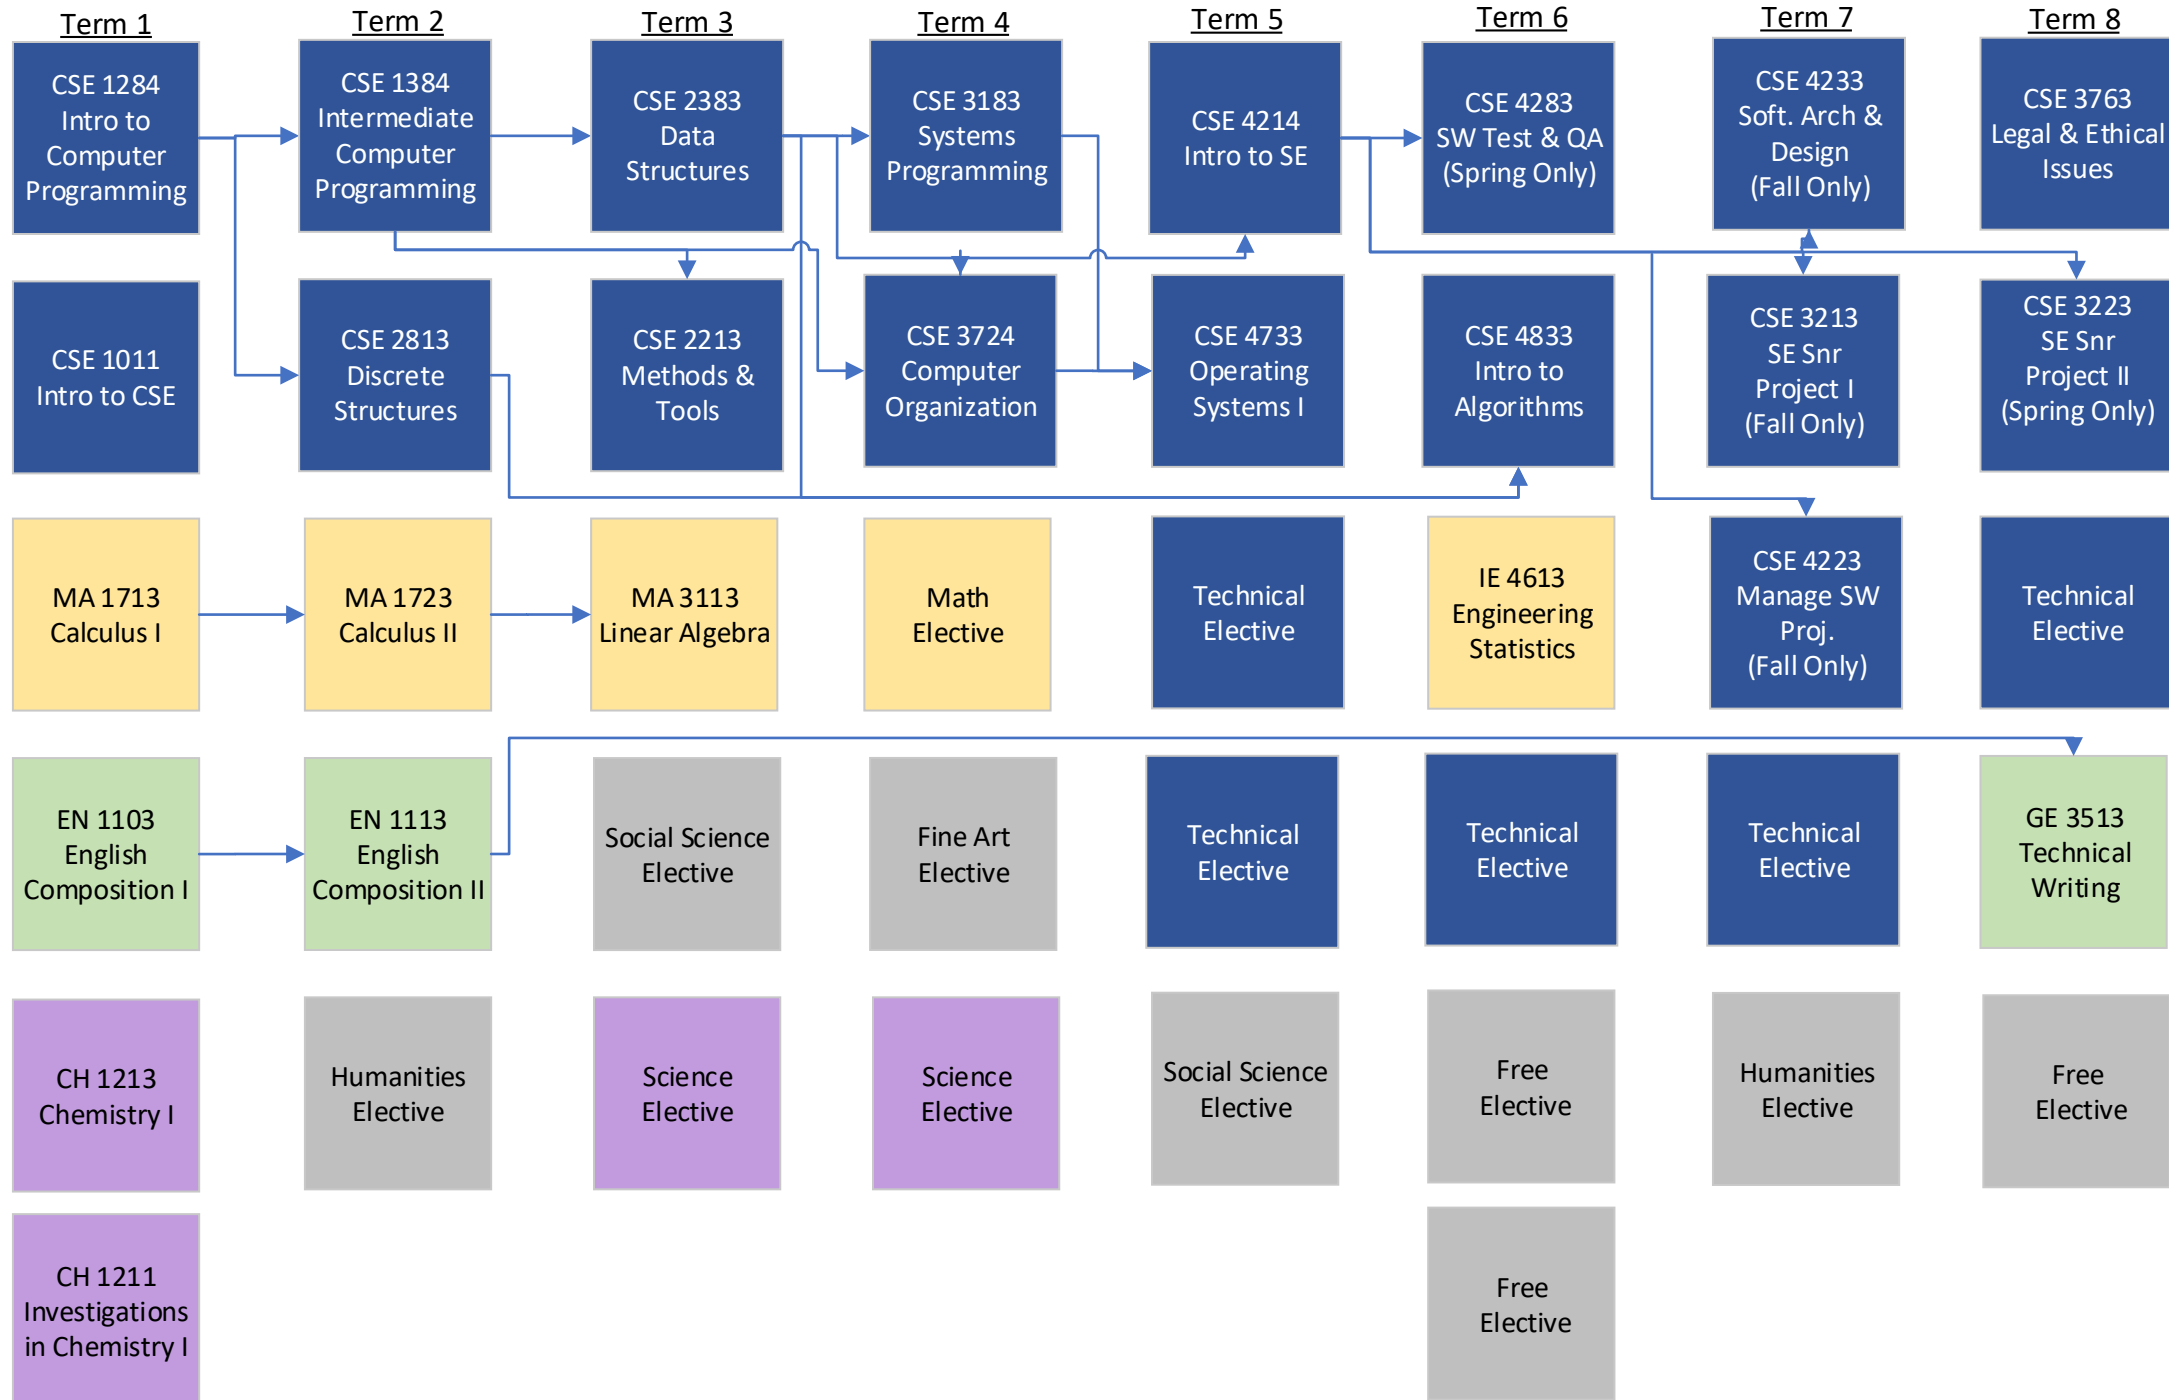 Term 1
Term 2
Term 3
Term 4
Term 5
Term 6
Term 7
Term 8
CSE 1284
Intro to
Computer
Programming
CSE 1384
Intermediate
Computer
Programming
CSE 2383
Data
Structures
CSE 3183
Systems
Programming
CSE 4214
Intro to SE
CSE 4283
SW Test & QA
(Spring Only)
CSE 4233
Soft. Arch &
Design
(Fall Only)
CSE 3763
Legal & Ethical
Issues
CSE 1011
Intro to CSE
CSE 2813
Discrete
Structures
CSE 2213
Methods &
Tools
CSE 3724
Computer
Organization
CSE 4733
Operating
Systems I
CSE 4833
Intro to
Algorithms
CSE 3213
SE Snr
Project I
(Fall Only)
CSE 3223
SE Snr
Project II
(Spring Only)
MA 1713
Calculus I
MA 1723
Calculus II
MA 3113
Linear Algebra
Math
Elective
Technical
Elective
IE 4613
Engineering
Statistics
CSE 4223
Manage SW
Proj.
(Fall Only)
Technical
Elective
EN 1103
English
Composition I
EN 1113
English
Composition II
Social Science
Elective
Fine Art
Elective
Technical
Elective
Technical
Elective
Technical
Elective
GE 3513
Technical
Writing
CH 1213
Chemistry I
Humanities
Elective
Science
Elective
Science
Elective
Social Science
Elective
Free
Elective
Humanities
Elective
Free
Elective
CH 1211
Investigations
in Chemistry I
Free
Elective